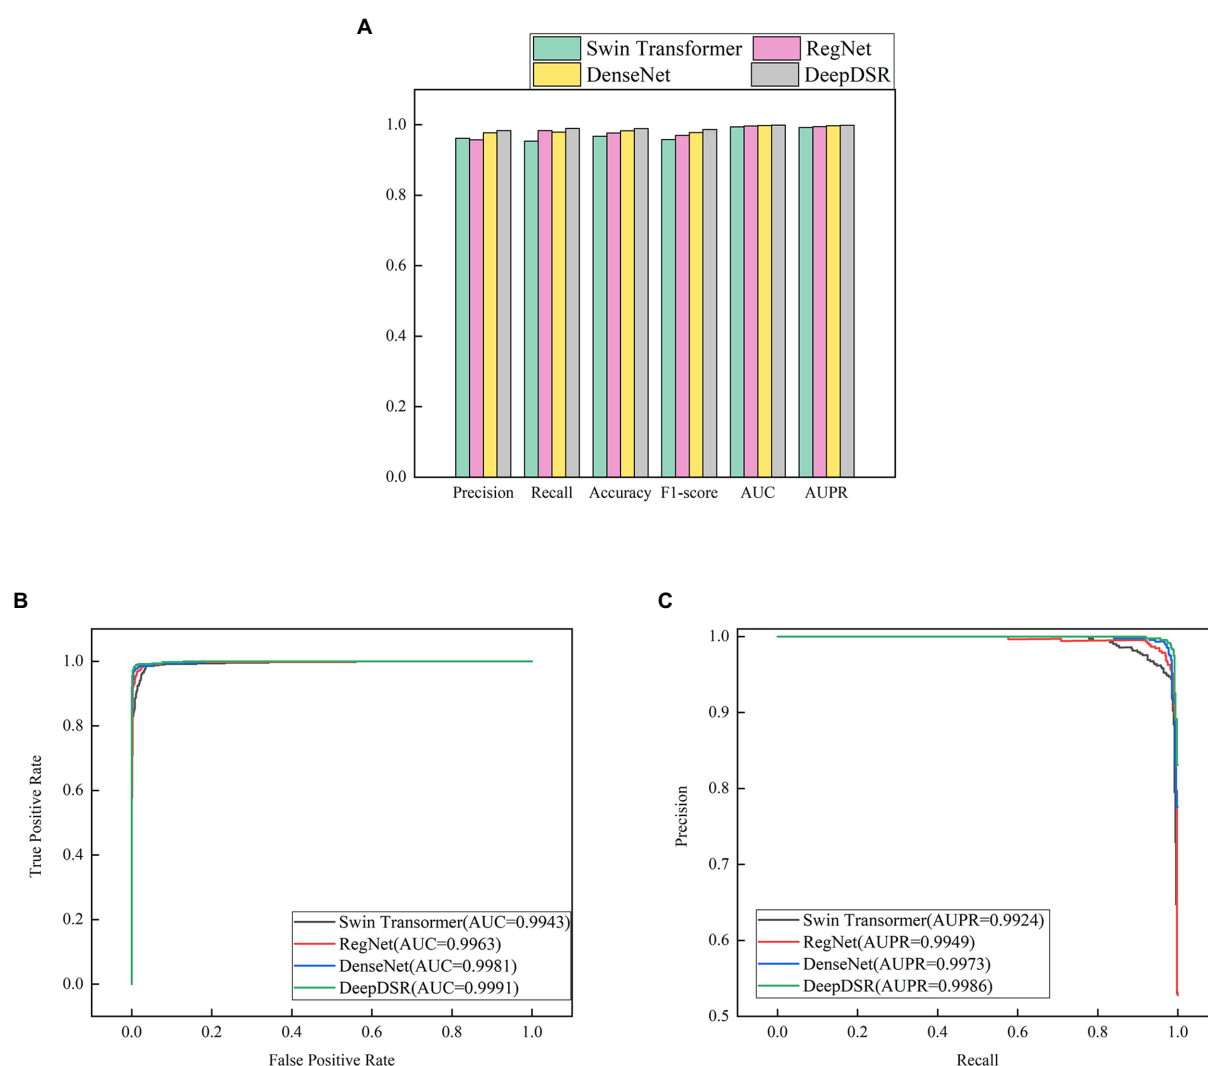 A
Swin Transformer RegNet
DenseNet DeepDSR
1.0
0.8
0.6
0.4
0.2
0.0
Precision Recall Accuracy F1-score AUC AUPR
B
True Positive Rate
1.0
0.8
0.6
0.4
0.2
0.0
Swin Transormer(AUC=0.9943)
RegNet(AUC=0.9963)
DenseNet(AUC=0.9981)
DeepDSR(AUC=0.9991)
0.0 0.2 0.4 0.6 0.8 1.0
False Positive Rate
C
Precision
1.0
0.9
0.8
0.7
0.6
0.5
Swin Transormer(AUPR=0.9924)
RegNet(AUPR=0.9949)
DenseNet(AUPR=0.9973)
DeepDSR(AUPR=0.9986)
0.0 0.2 0.4 0.6 0.8 1.0
Recall